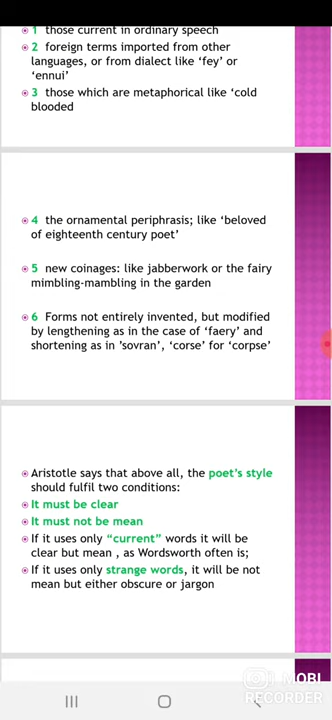 1 those current in ordinary speech
2 foreign terms imported from other
languages, or from dialect like ‘fey’ or
‘ennui’
3 those which are metaphorical like ‘cold
blooded
4 the ornamental periphrasis; like ‘beloved
of eighteenth century poet’
5 new coinages: like jabberwork or the fairy
mimbling-mambling in the garden
6 Forms not entirely invented, but modified
by lengthening as in the case of ‘faery’ and
shortening as in ’sovran’, ‘corse’ for ‘corpse’
Aristotle says that above all, the poet’s style
should fulfil two conditions:
It must be clear
It must not be mean
If it uses only “current” words it will be
clear but mean , as Wordsworth often is;
If it uses only strange words, it will be not
mean but either obscure or jargon
MOBI
RECORDER